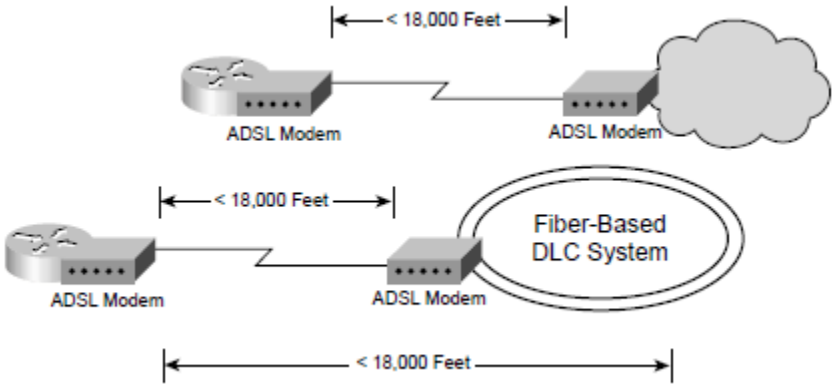 < 18,000 Feet
ADSL Modem
ADSL Modem
< 18,000 Feet
Fiber-Based
DLC System
ADSL Modem
ADSL Modem
< 18,000 Feet